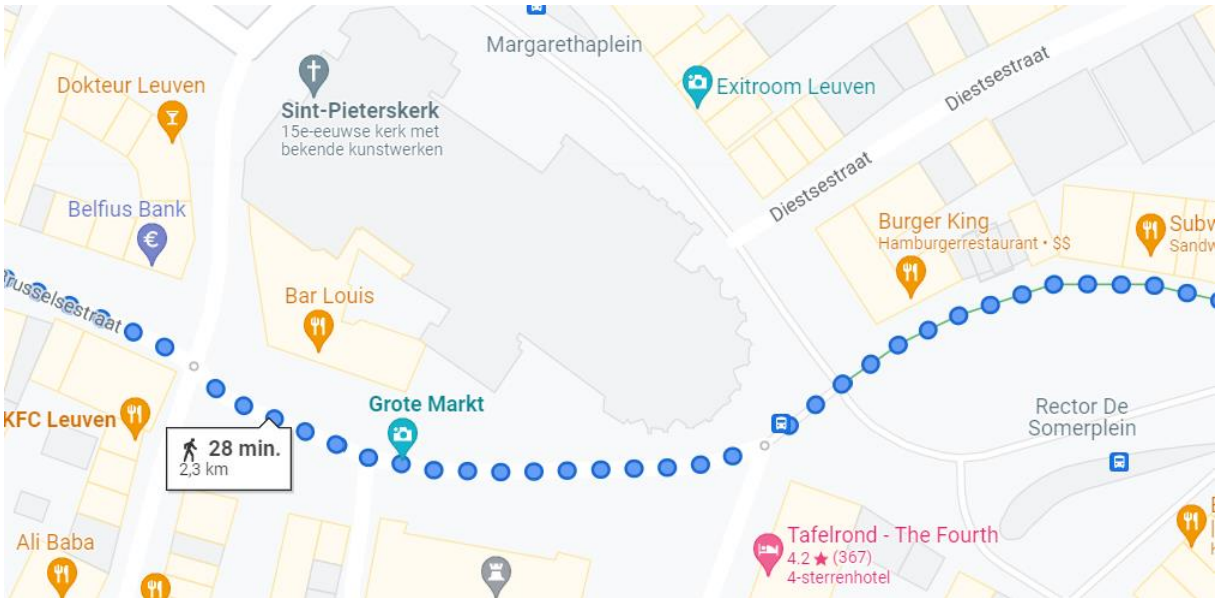 Margarethaplein
Dokteur Leuven
Sint-Pieterskerk
15e-eeuwse kerk met
bekende kunstwerken
Exitroom Leuven
Diestsestraat
Diestsestraat
Belfius Bank
€
Burger King
Hamburgerrestaurant • $$
Brusselsestraat
Bar Louis
Grote Markt
KFC Leuven
28 min.
2,3 km
Rector De
Somerplein
Ali Baba
Tafelrond - The Fourth
4.2 ★ (367)
4-sterrenhotel